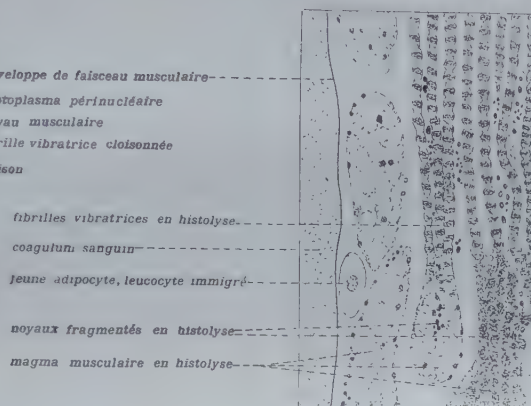 veloppe de faisceau musculaire
otoplasma périnucléaire
yau musculaire
rille vibratrice cloisonnée
ison
fibrilles vibratrices en histolyse
coagulum sanguin
jeune adipocyte, leucocyte immigré
noyaux fragmentés en histolyse
magma musculaire en histolyse